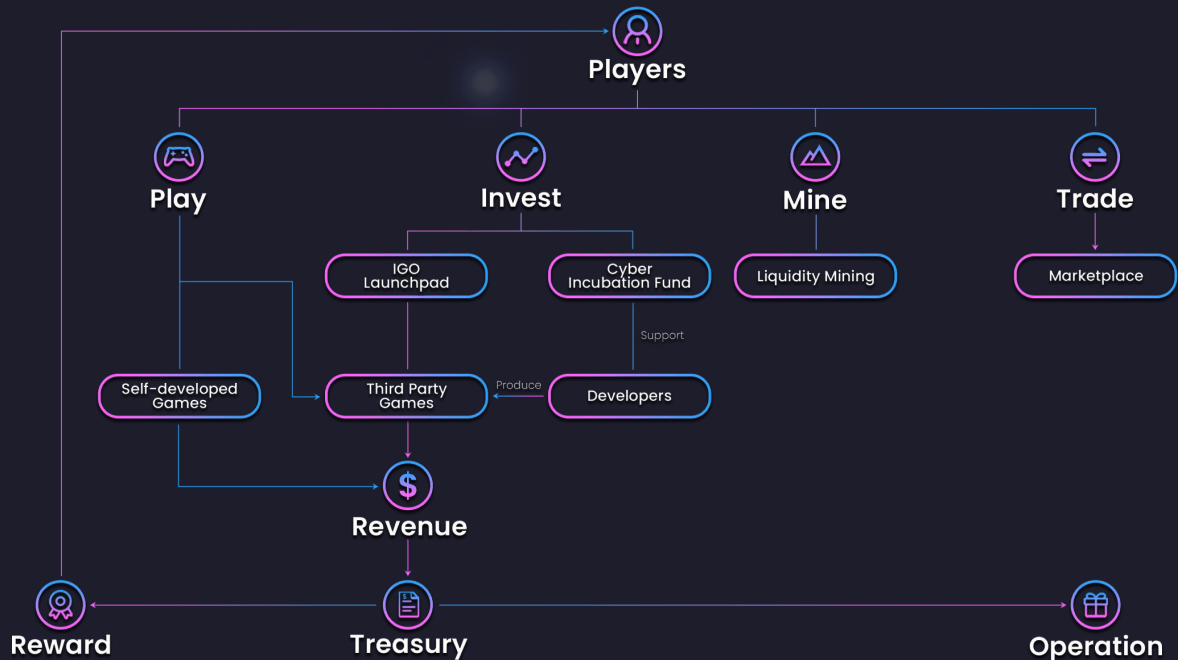 Players
Play
Invest
Mine
Trade
IGO
Launchpad
Cyber
Incubation Fund
Liquidity Mining
Marketplace
Support
Self-developed
Games
Third Party
Games
Produce
Developers
$
Revenue
$
Reward
Treasury
Operation